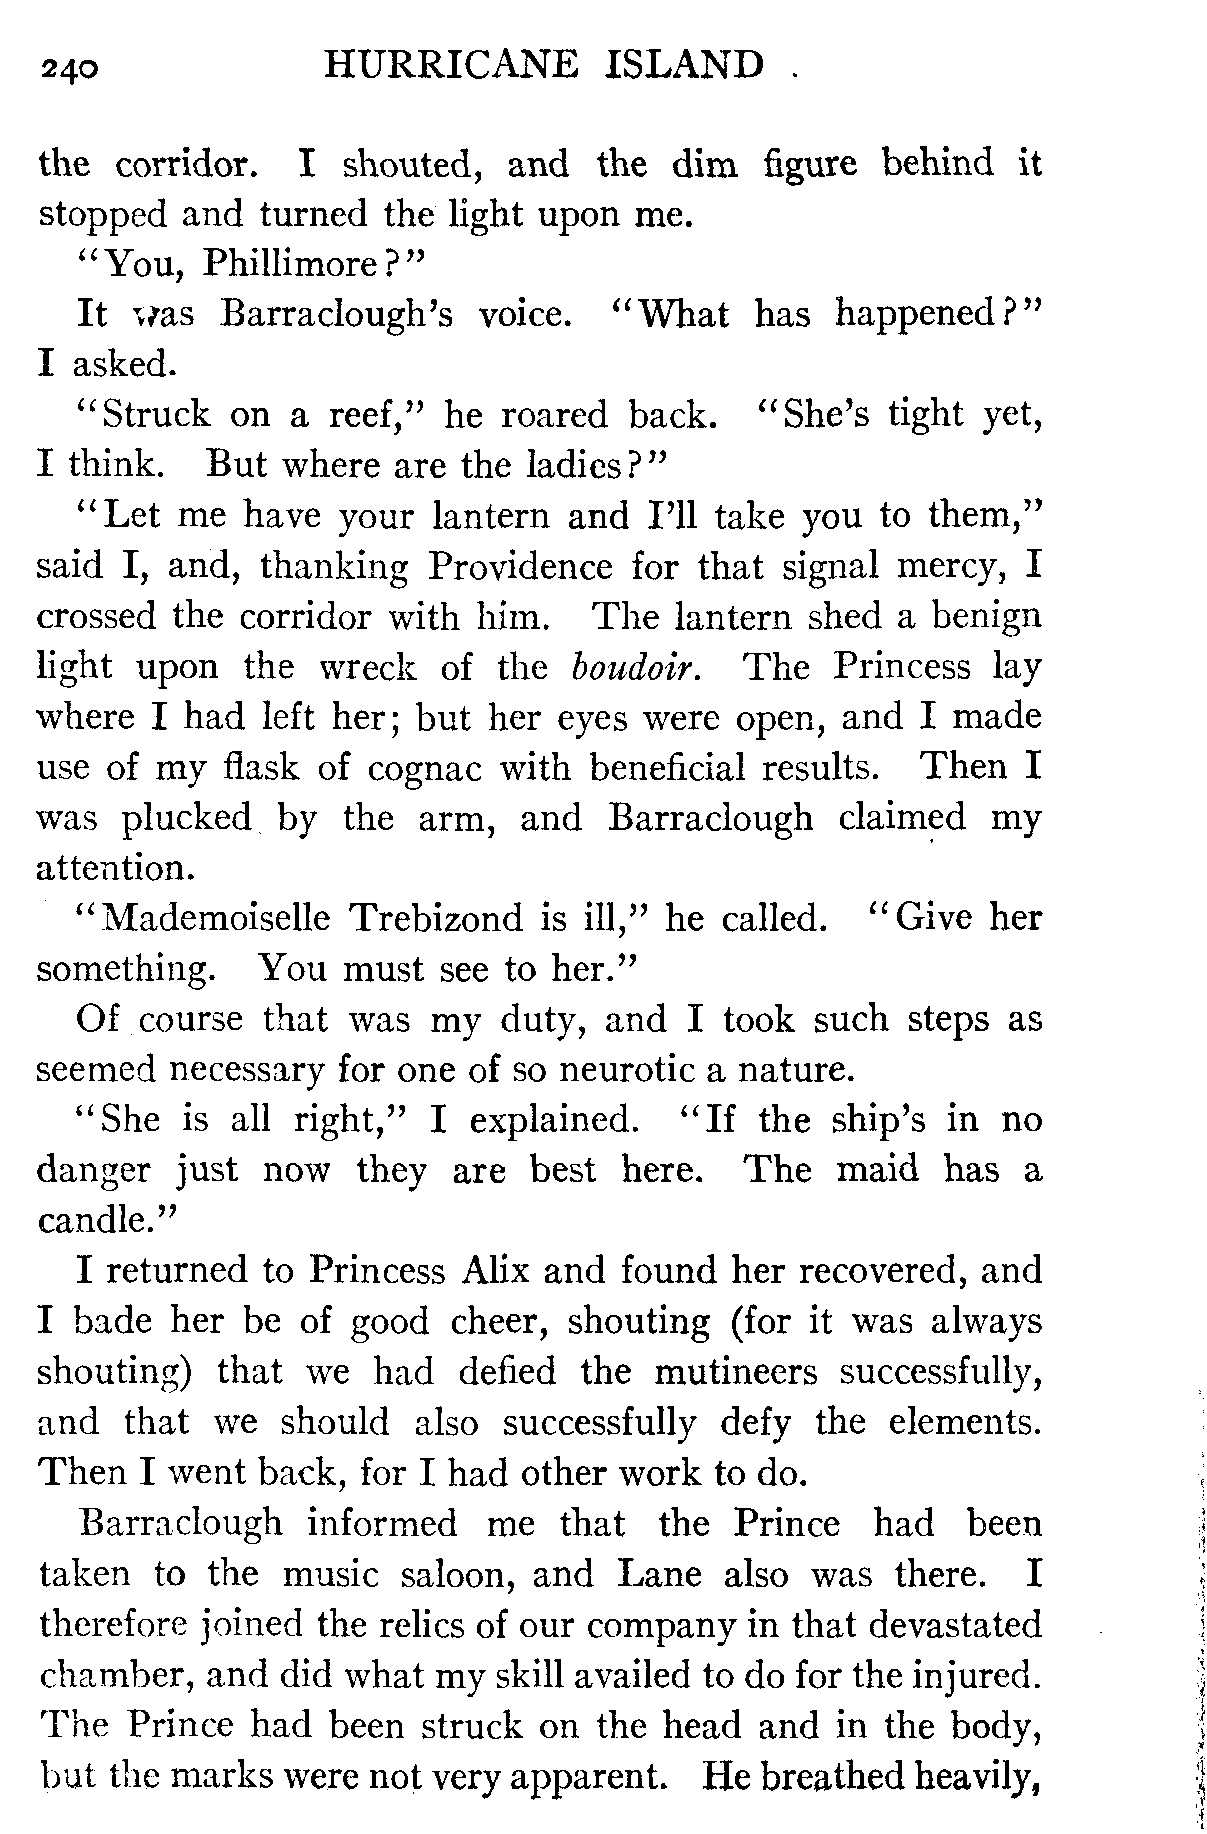 240 HURRICANE ISLAND
the corridor. I shouted, and the dim figure behind it
stopped and turned the light upon me.
“You, Phillimore?”
It was Barraclough’s voice. “What has happened?”
I asked.
“Struck on a reef,” he roared back. “She’s tight yet,
I think. But where are the ladies?”
“Let me have your lantern and I’ll take you to them,”
said I, and, thanking Providence for that signal mercy, I
crossed the corridor with him. The lantern shed a benign
light upon the wreck of the boudoir. The Princess lay
where I had left her; but her eyes were open, and I made
use of my flask of cognac with beneficial results. Then I
was plucked by the arm, and Barraclough claimed my
attention.
“Mademoiselle Trebizond is ill,” he called. “Give her
something. You must see to her.”
Of course that was my duty, and I took such steps as
seemed necessary for one of so neurotic a nature.
“She is all right,” I explained. “If the ship’s in no
danger just now they are best here. The maid has a
candle.”
I returned to Princess Alix and found her recovered, and
I bade her be of good cheer, shouting (for it was always
shouting) that we had defied the mutineers successfully,
and that we should also successfully defy the elements.
Then I went back, for I had other work to do.
Barraclough informed me that the Prince had been
taken to the music saloon, and Lane also was there. I
therefore joined the relics of our company in that devastated
chamber, and did what my skill availed to do for the injured.
The Prince had been struck on the head and in the body,
but the marks were not very apparent. He breathed heavily,